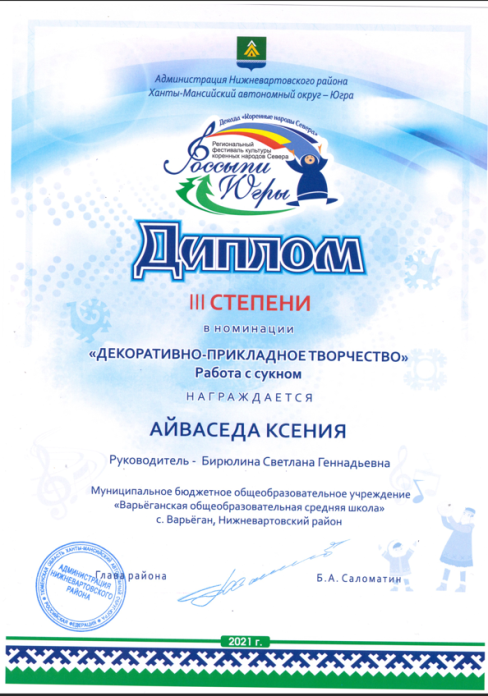 Администрация Нижневартовского района
Ханты-Мансийский автономный округ – Югра
Декада «Коренные народы Севера»
Региональный
фестиваль культуры
коренных народов Севера
Россыпи
Югры
Диплом
III СТЕПЕНИ
в номинации
«ДЕКОРАТИВНО-ПРИКЛАДНОЕ ТВОРЧЕСТВО»
Работа с сукном
НАГРАЖДАЕТСЯ
АЙВАСЕДА КСЕНИЯ
Руководитель - Бирюлина Светлана Геннадьевна
Муниципальное бюджетное общеобразовательное учреждение
«Варьёганская общеобразовательная средняя школа»
с. Варьёган, Нижневартовский район
АДМИНИСТРАЦИЯ
НИЖНЕВАРТОВСКОГО
РАЙОНА
РОССИЙСКАЯ ФЕДЕРАЦИЯ
Глава района
Б.А. Саломатин
2021 г.